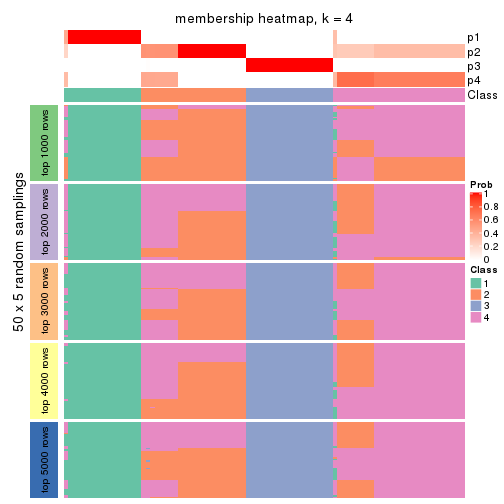 membership heatmap, k = 4
p1
p2
p3
p4
Class
50 x 5 random samplings
top 1000 rows
top 2000 rows
top 3000 rows
top 4000 rows
top 5000 rows
Prob
1
0.8
0.6
0.4
0.2
0
Class
1
2
3
4